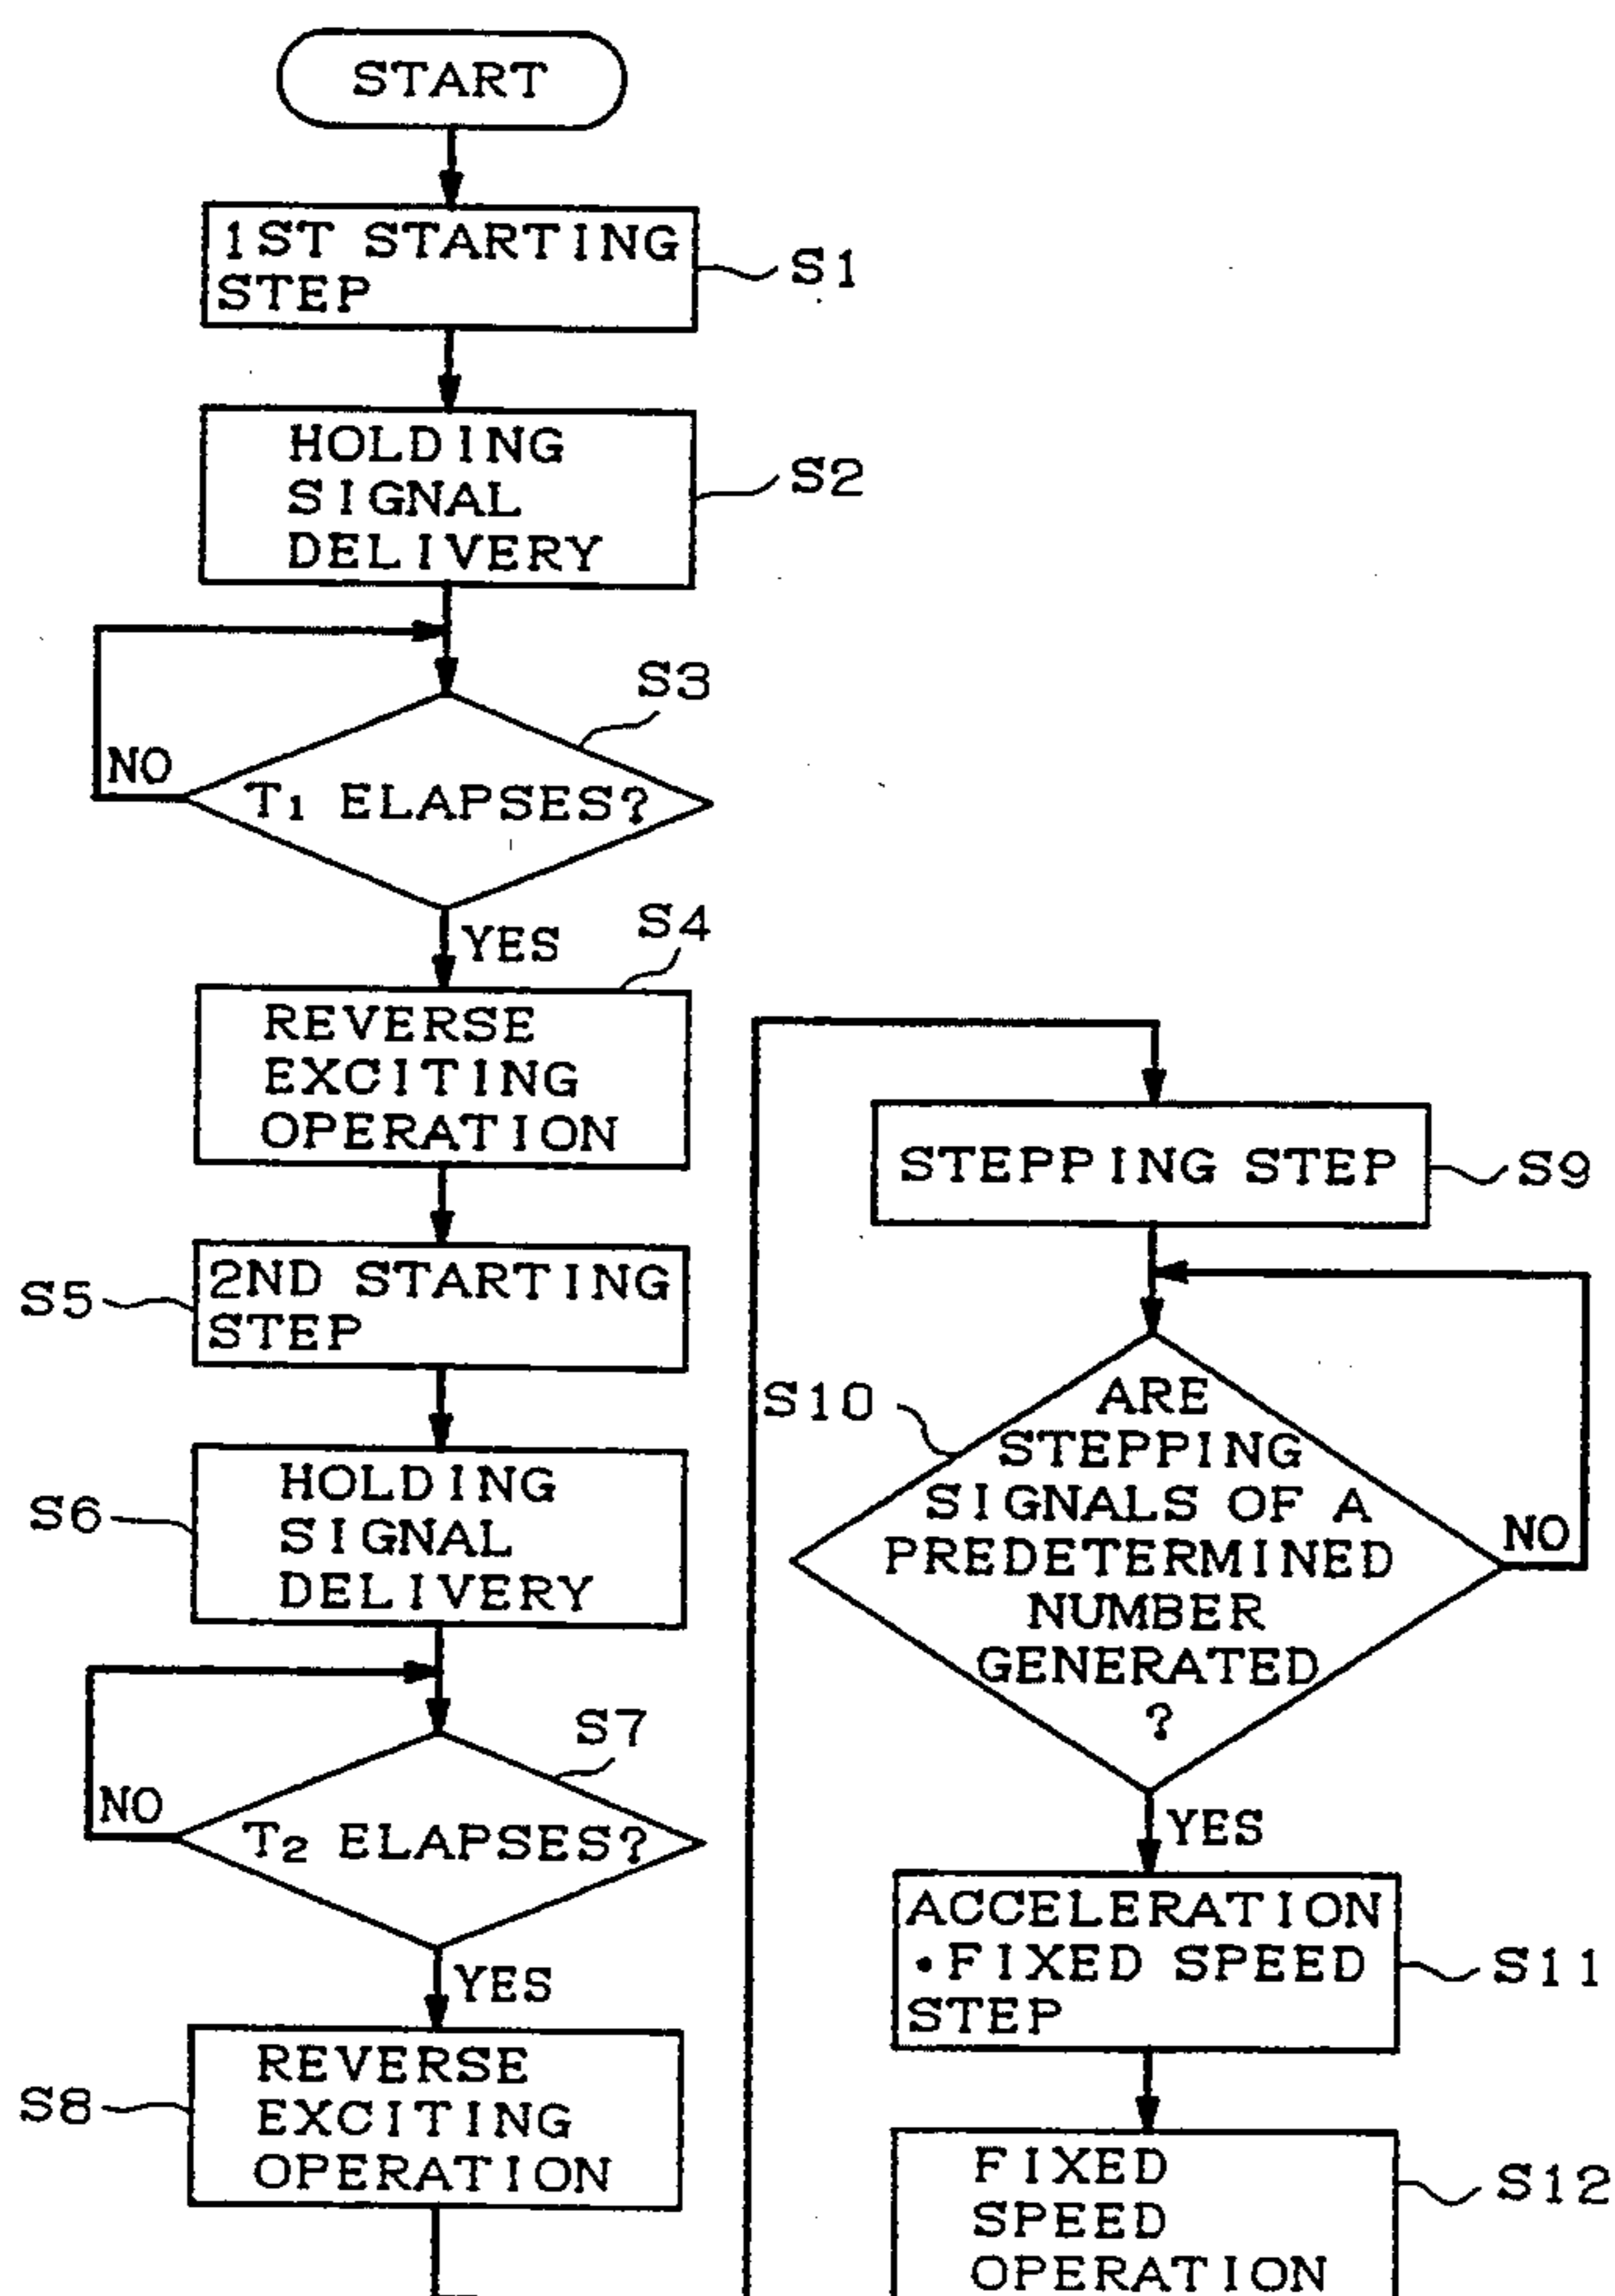 START
1ST STARTING
STEP
S1
HOLDING
SIGNAL
DELIVERY
S2
S3
NO
T1 ELAPSES?
YES
S4
REVERSE
EXCITING
OPERATION
S5
2ND STARTING
STEP
S6
HOLDING
SIGNAL
DELIVERY
S7
NO
T2 ELAPSES?
YES
S8
REVERSE
EXCITING
OPERATION
STEPPING STEP
S9
S10
ARE
STEPPING
SIGNALS OF A
PREDETERMINED
NUMBER
GENERATED
?
NO
YES
ACCELERATION
•FIXED SPEED
STEP
S11
FIXED
SPEED
OPERATION
S12